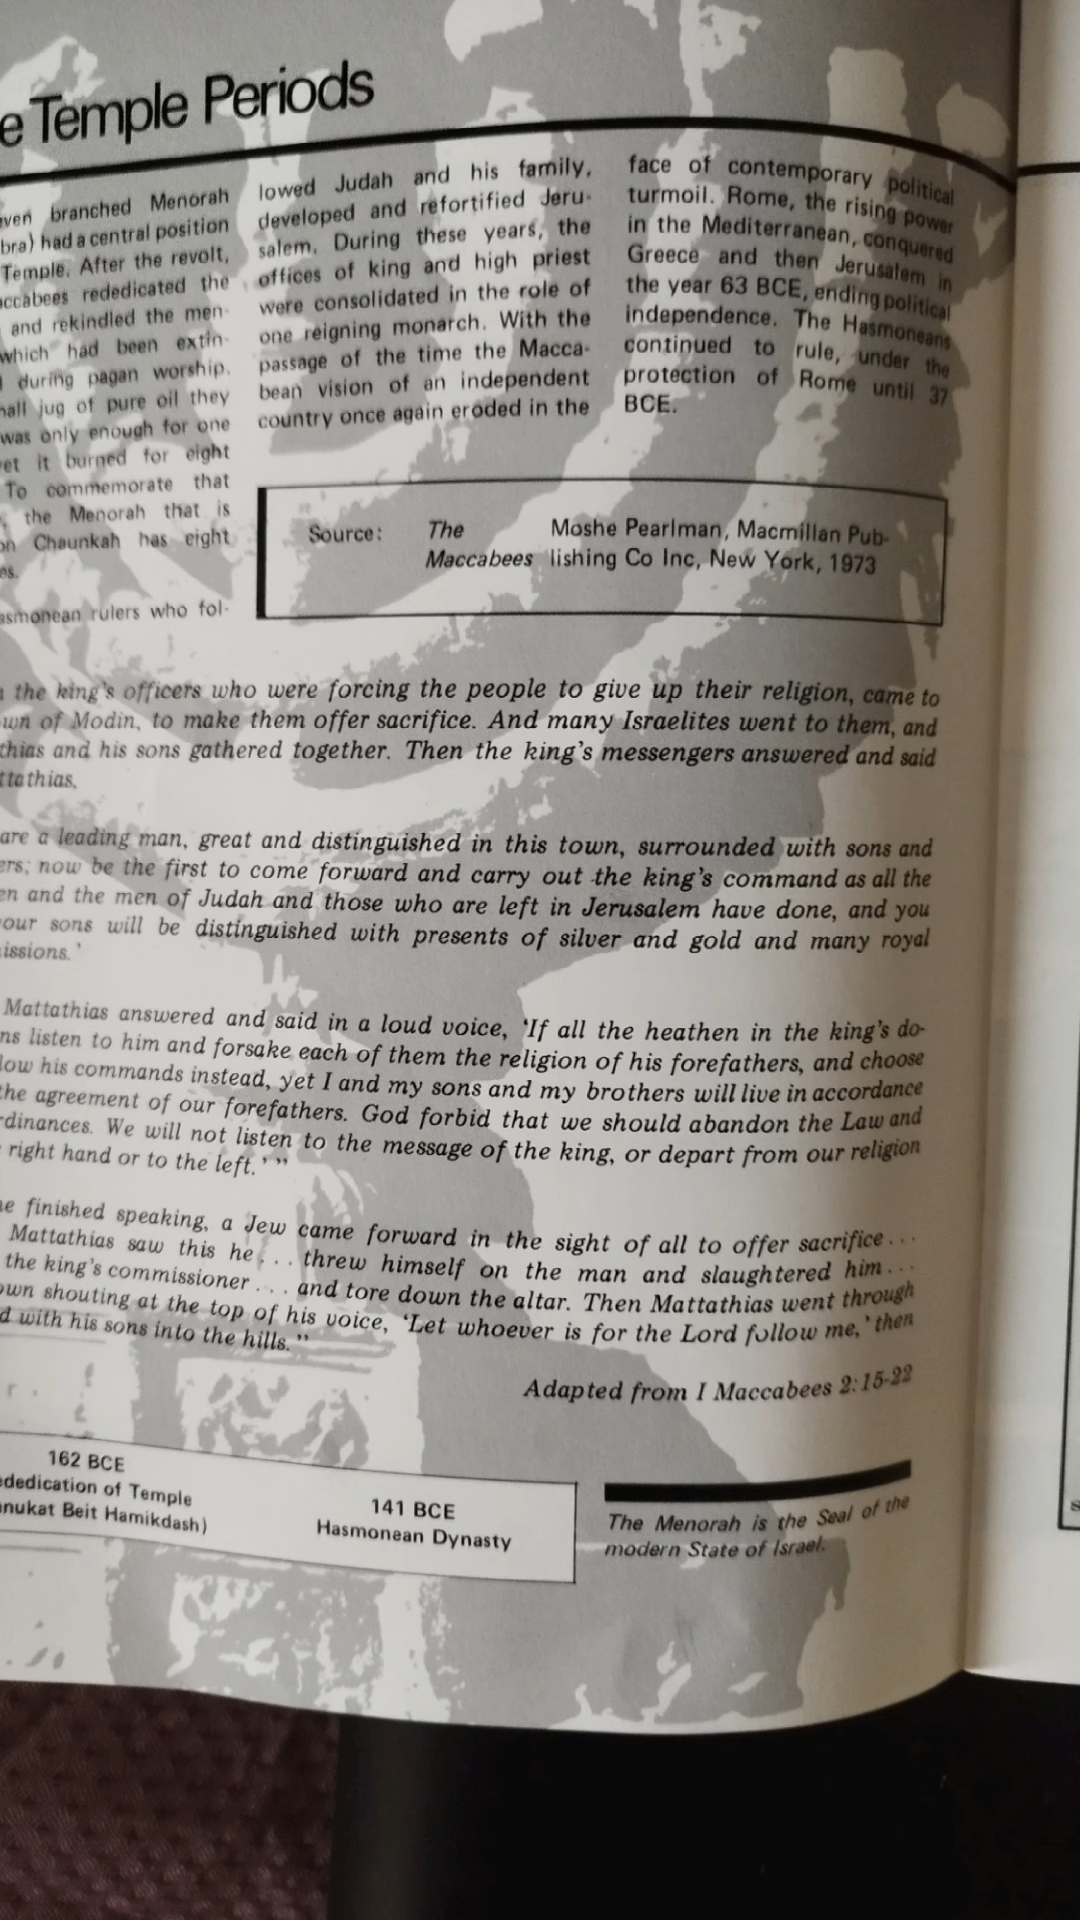 e Temple Periods
ven branched Menorah
bra) had a central position
Temple. After the revolt,
ccabees rededicated the
and rekindled the men-
which had been extin-
during pagan worship.
all jug of pure oil they
was only enough for one
et it burned for eight
To commemorate that
, the Menorah that is
on Chaunkah has eight
es.
asmonean rulers who fol-
lowed Judah and his family,
developed and refortified Jeru-
salem. During these years, the
offices of king and high priest
were consolidated in the role of
one reigning monarch. With the
passage of the time the Macca-
bean vision of an independent
country once again eroded in the
face of contemporary political
turmoil. Rome, the rising power
in the Mediterranean, conquered
Greece and then Jerusalem in
the year 63 BCE, ending political
independence. The Hasmoneans
continued to rule, under the
protection of Rome until 37
BCE.
Source: The Moshe Pearlman, Macmillan Pub-
Maccabees lishing Co Inc, New York, 1973
the king's officers who were forcing the people to give up their religion, came to
wn of Modin, to make them offer sacrifice. And many Israelites went to them, and
thias and his sons gathered together. Then the king's messengers answered and said
ttathias,
are a leading man, great and distinguished in this town, surrounded with sons and
ers; now be the first to come forward and carry out the king's command as all the
en and the men of Judah and those who are left in Jerusalem have done, and you
our sons will be distinguished with presents of silver and gold and many royal
issions.'
Mattathias answered and said in a loud voice, 'If all the heathen in the king's do-
ns listen to him and forsake each of them the religion of his forefathers, and choose
low his commands instead, yet I and my sons and my brothers will live in accordance
the agreement of our forefathers. God forbid that we should abandon the Law and
rdinances. We will not listen to the message of the king, or depart from our religion
right hand or to the left.' "
e finished speaking, a Jew came forward in the sight of all to offer sacrifice...
Mattathias saw this he... threw himself on the man and slaughtered him...
the king's commissioner... and tore down the altar. Then Mattathias went through
own shouting at the top of his voice, 'Let whoever is for the Lord follow me,' then
d with his sons into the hills."
Adapted from I Maccabees 2:15-22
162 BCE
ededication of Temple
anukat Beit Hamikdash)
141 BCE
Hasmonean Dynasty
The Menorah is the Seal of the
modern State of Israel.